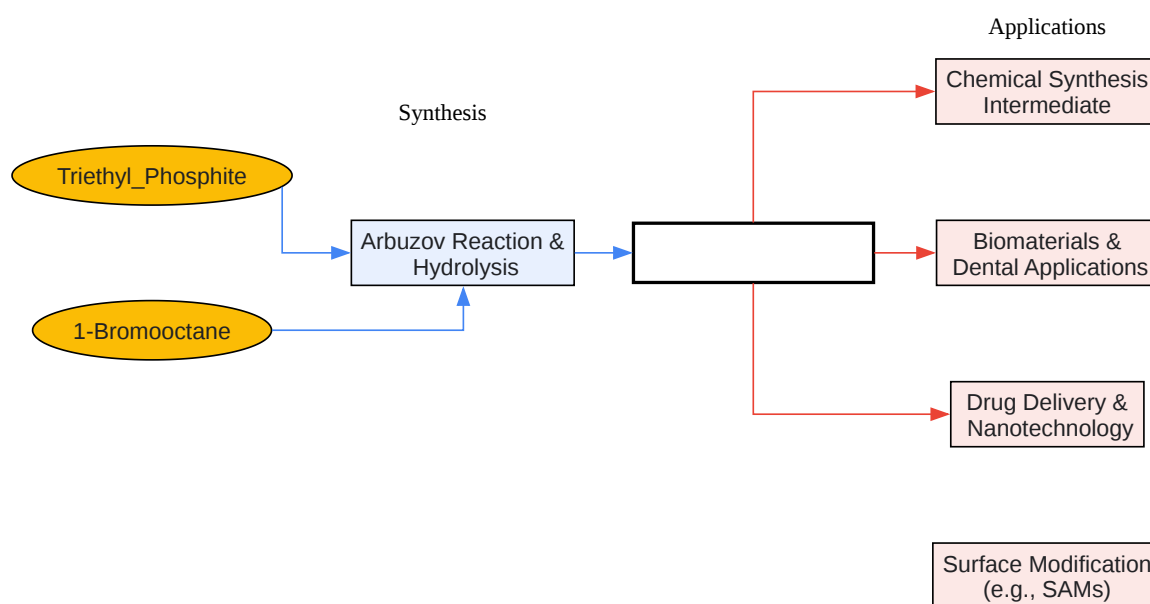 Applications
Chemical Synthesis
Intermediate
Synthesis
Triethyl_Phosphite
Arbuzov Reaction &
Hydrolysis
Biomaterials &
Dental Applications
1-Bromooctane
Drug Delivery &
Nanotechnology
Surface Modification
(e.g., SAMs)